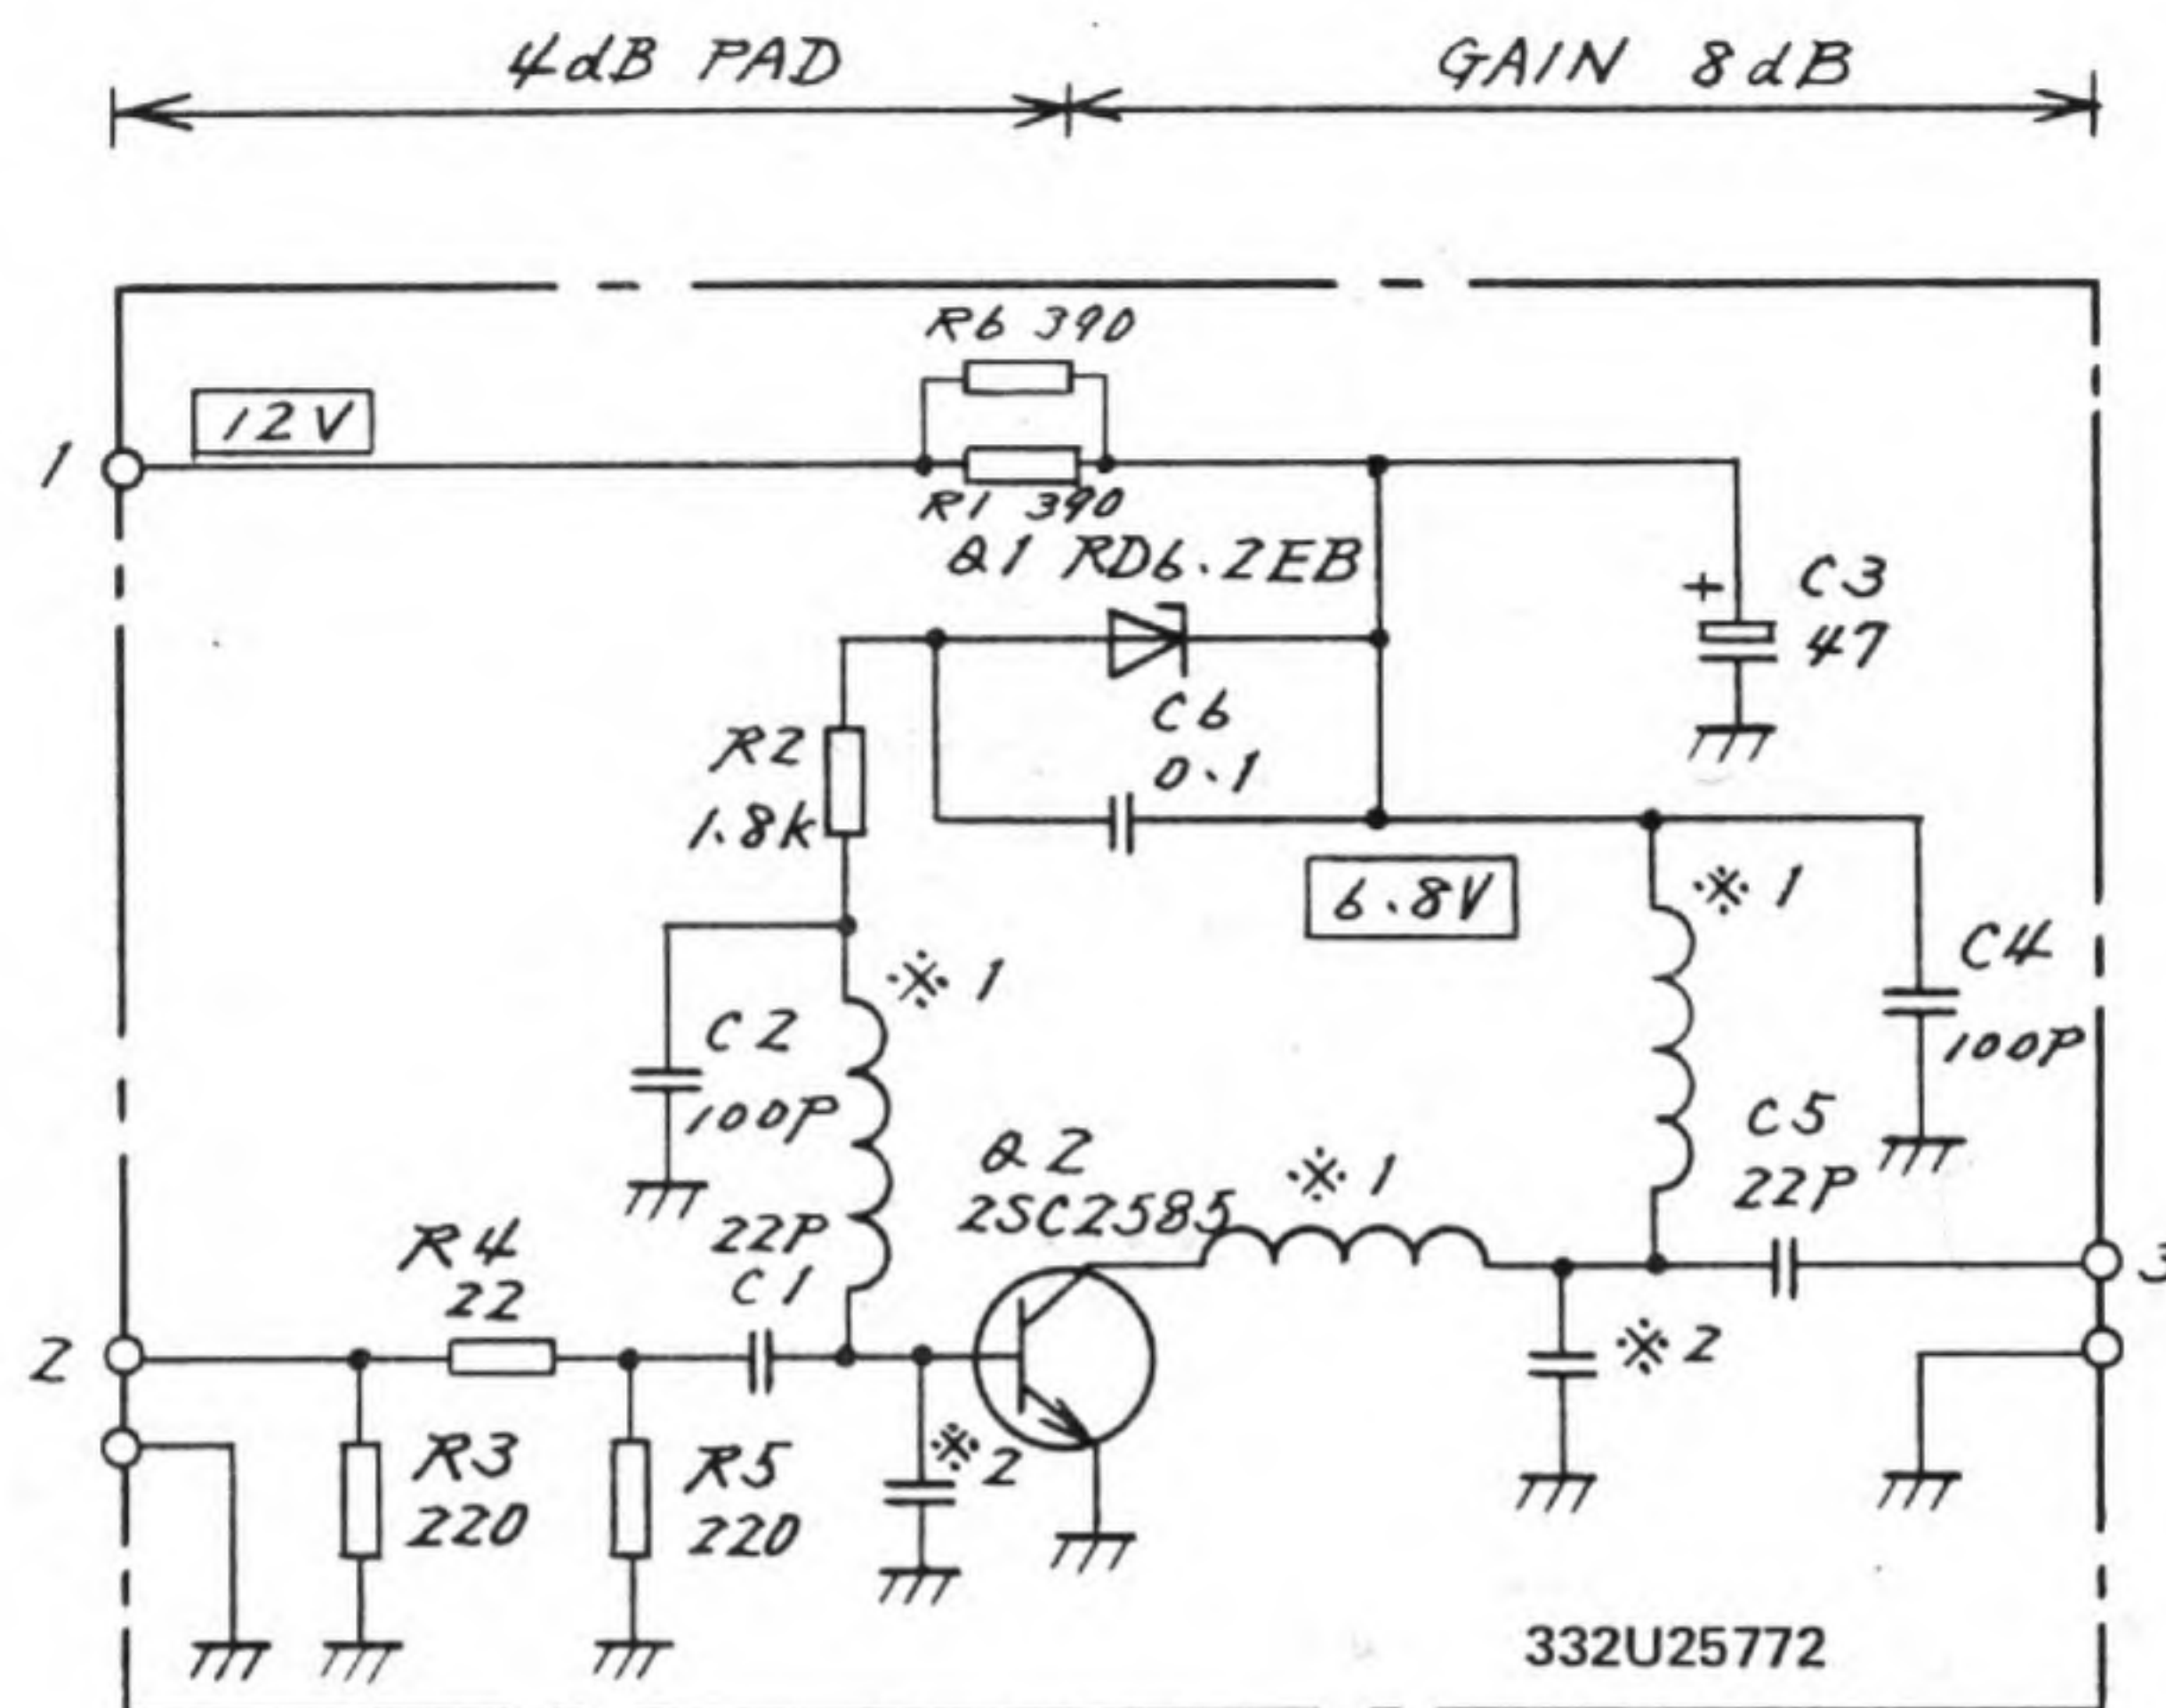 4dB PAD
GAIN 8dB
R6 390
12V
1
R1 390
Q1 RD6.2EB
C3
47
+
C6
0.1
R2
1.8k
6.8V
※1
※1
C4
100P
C2
100P
C5
22P
Q2
2SC2585
※1
22P
C1
R4
22
3
2
※2
※2
R3
220
R5
220
332U25772